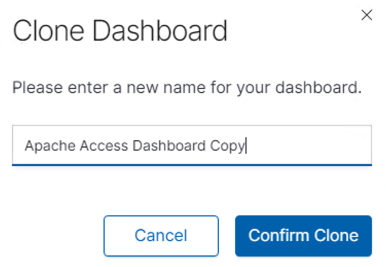 Clone Dashboard
Please enter a new name for your dashboard.
Apache Access Dashboard Copy
Cancel
Confirm Clone